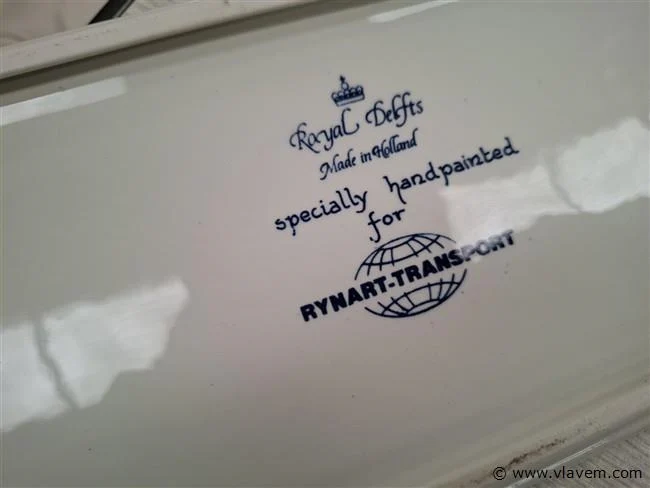 Royal Delfts
Made in Holland
specially handpainted
for
RYNART-TRANSPORT
© www.vlavem.com